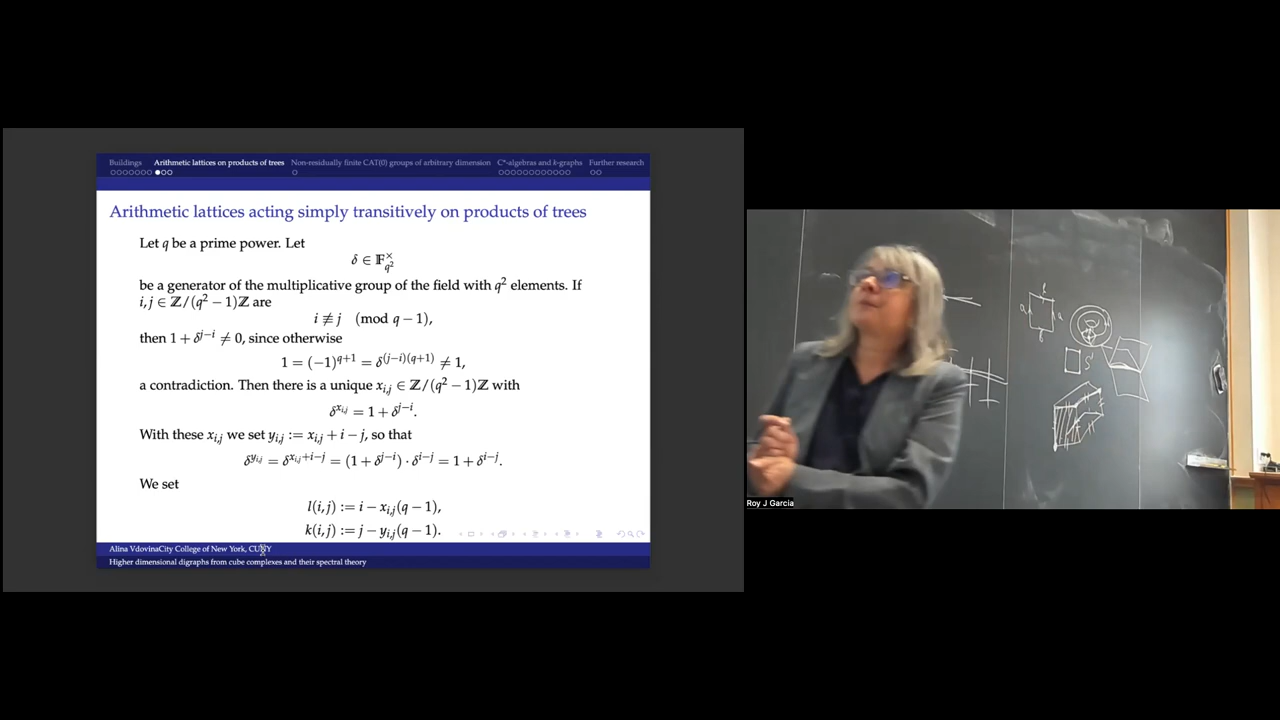 Buildings Arithmetic lattices on products of trees Non-residually finite CAT(0) groups of arbitrary dimension C*-algebras and k-graphs Further research
Arithmetic lattices acting simply transitively on products of trees
Let q be a prime power. Let
δ ∈ 𝔽×_{q²}
be a generator of the multiplicative group of the field with q² elements. If
i, j ∈ ℤ/(q² − 1)ℤ are
i ≢ j (mod q − 1),
then 1 + δ^{j−i} ≠ 0, since otherwise
1 = (−1)^{q+1} = δ^{(j−i)(q+1)} ≠ 1,
a contradiction. Then there is a unique x_{i,j} ∈ ℤ/(q² − 1)ℤ with
δ^{x_{i,j}} = 1 + δ^{j−i}.
With these x_{i,j} we set y_{i,j} := x_{i,j} + i − j, so that
δ^{y_{i,j}} = δ^{x_{i,j}+i−j} = (1 + δ^{j−i}) · δ^{i−j} = 1 + δ^{i−j}.
We set
l(i, j) := i − x_{i,j}(q − 1),
k(i, j) := j − y_{i,j}(q − 1).
Alina VdovinaCity College of New York, CUNY
Higher dimensional digraphs from cube complexes and their spectral theory
Roy J Garcia